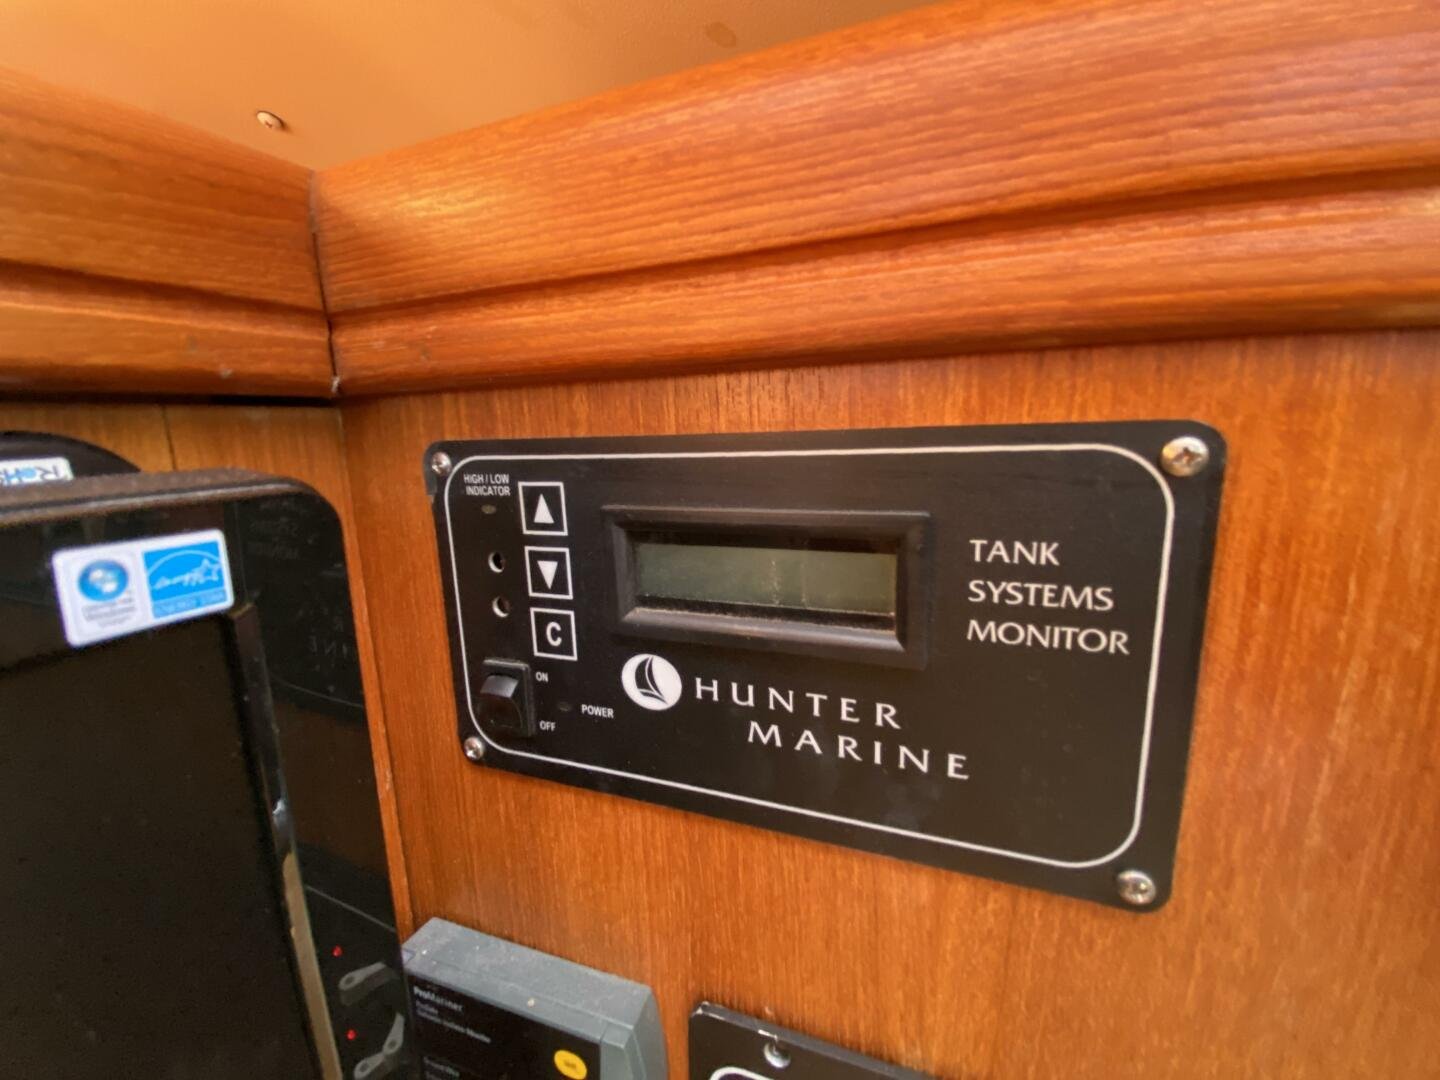 HIGH / LOW
INDICATOR
C
ON
OFF
POWER
TANK
SYSTEMS
MONITOR
HUNTER
MARINE
ProMariner